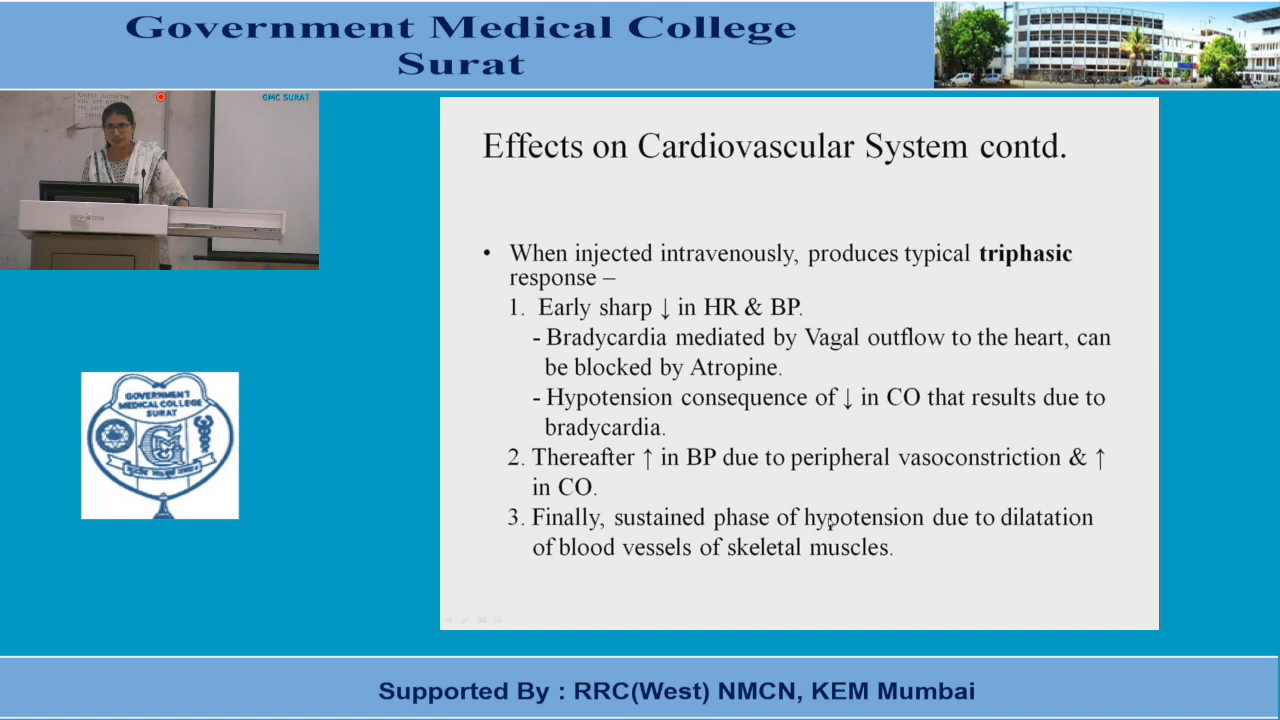 Government Medical College
Surat
GMC SURAT
Effects on Cardiovascular System contd.
• When injected intravenously, produces typical triphasic
response –
1. Early sharp ↓ in HR & BP.
- Bradycardia mediated by Vagal outflow to the heart, can
be blocked by Atropine.
- Hypotension consequence of ↓ in CO that results due to
bradycardia.
2. Thereafter ↑ in BP due to peripheral vasoconstriction & ↑
in CO.
3. Finally, sustained phase of hypotension due to dilatation
of blood vessels of skeletal muscles.
GOVERNMENT
MEDICAL COLLEGE
SURAT
Supported By : RRC(West) NMCN, KEM Mumbai